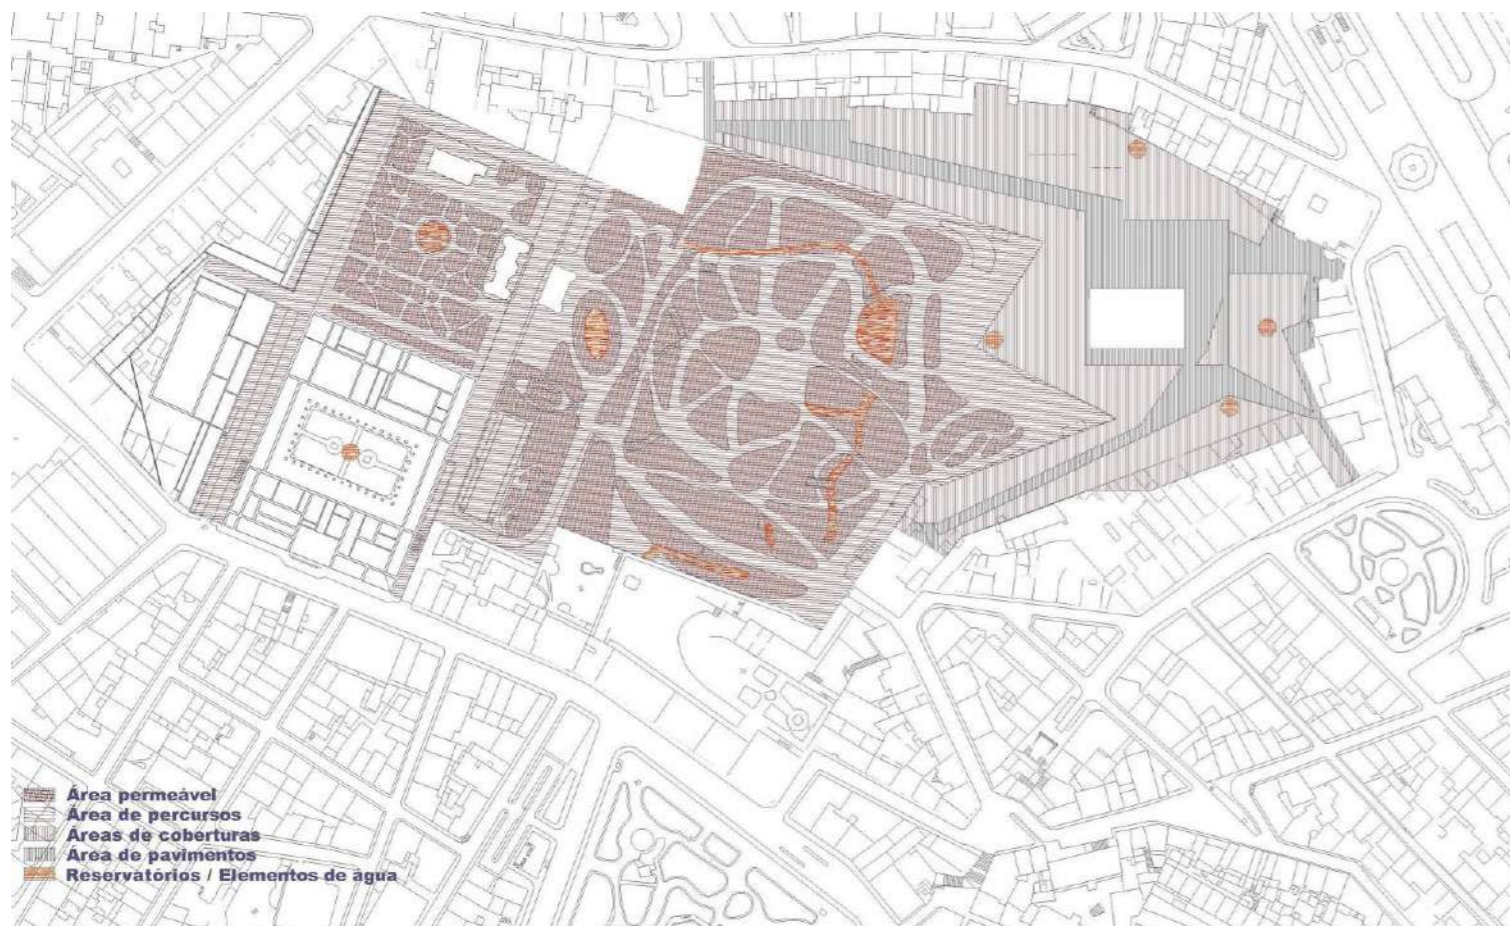 Área permeável
Área de percursos
Áreas de coberturas
Área de pavimentos
Reservatórios / Elementos de água